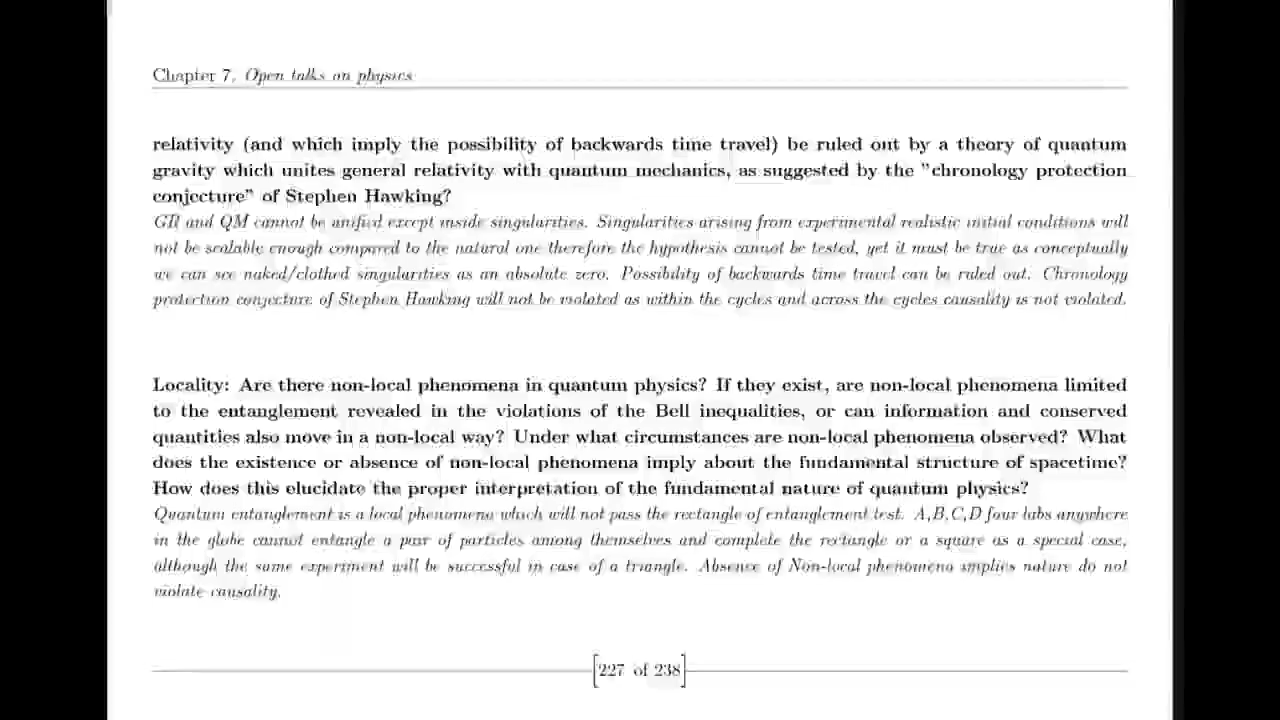 Chapter 7. Open talks on physics
relativity (and which imply the possibility of backwards time travel) be ruled out by a theory of quantum
gravity which unites general relativity with quantum mechanics, as suggested by the "chronology protection
conjecture" of Stephen Hawking?
GR and QM cannot be unified except inside singularities. Singularities arising from experimental realistic initial conditions will
not be scalable enough compared to the natural one therefore the hypothesis cannot be tested, yet it must be true as conceptually
we can see naked/clothed singularities as an absolute zero. Possibility of backwards time travel can be ruled out. Chronology
protection conjecture of Stephen Hawking will not be violated as within the cycles and across the cycles causality is not violated.
Locality: Are there non-local phenomena in quantum physics? If they exist, are non-local phenomena limited
to the entanglement revealed in the violations of the Bell inequalities, or can information and conserved
quantities also move in a non-local way? Under what circumstances are non-local phenomena observed? What
does the existence or absence of non-local phenomena imply about the fundamental structure of spacetime?
How does this elucidate the proper interpretation of the fundamental nature of quantum physics?
Quantum entanglement is a local phenomena which will not pass the rectangle of entanglement test. A,B,C,D four labs anywhere
in the globe cannot entangle a pair of particles among themselves and complete the rectangle or a square as a special case,
although the same experiment will be successful in case of a triangle. Absence of Non-local phenomena implies nature do not
violate causality.
227 of 238